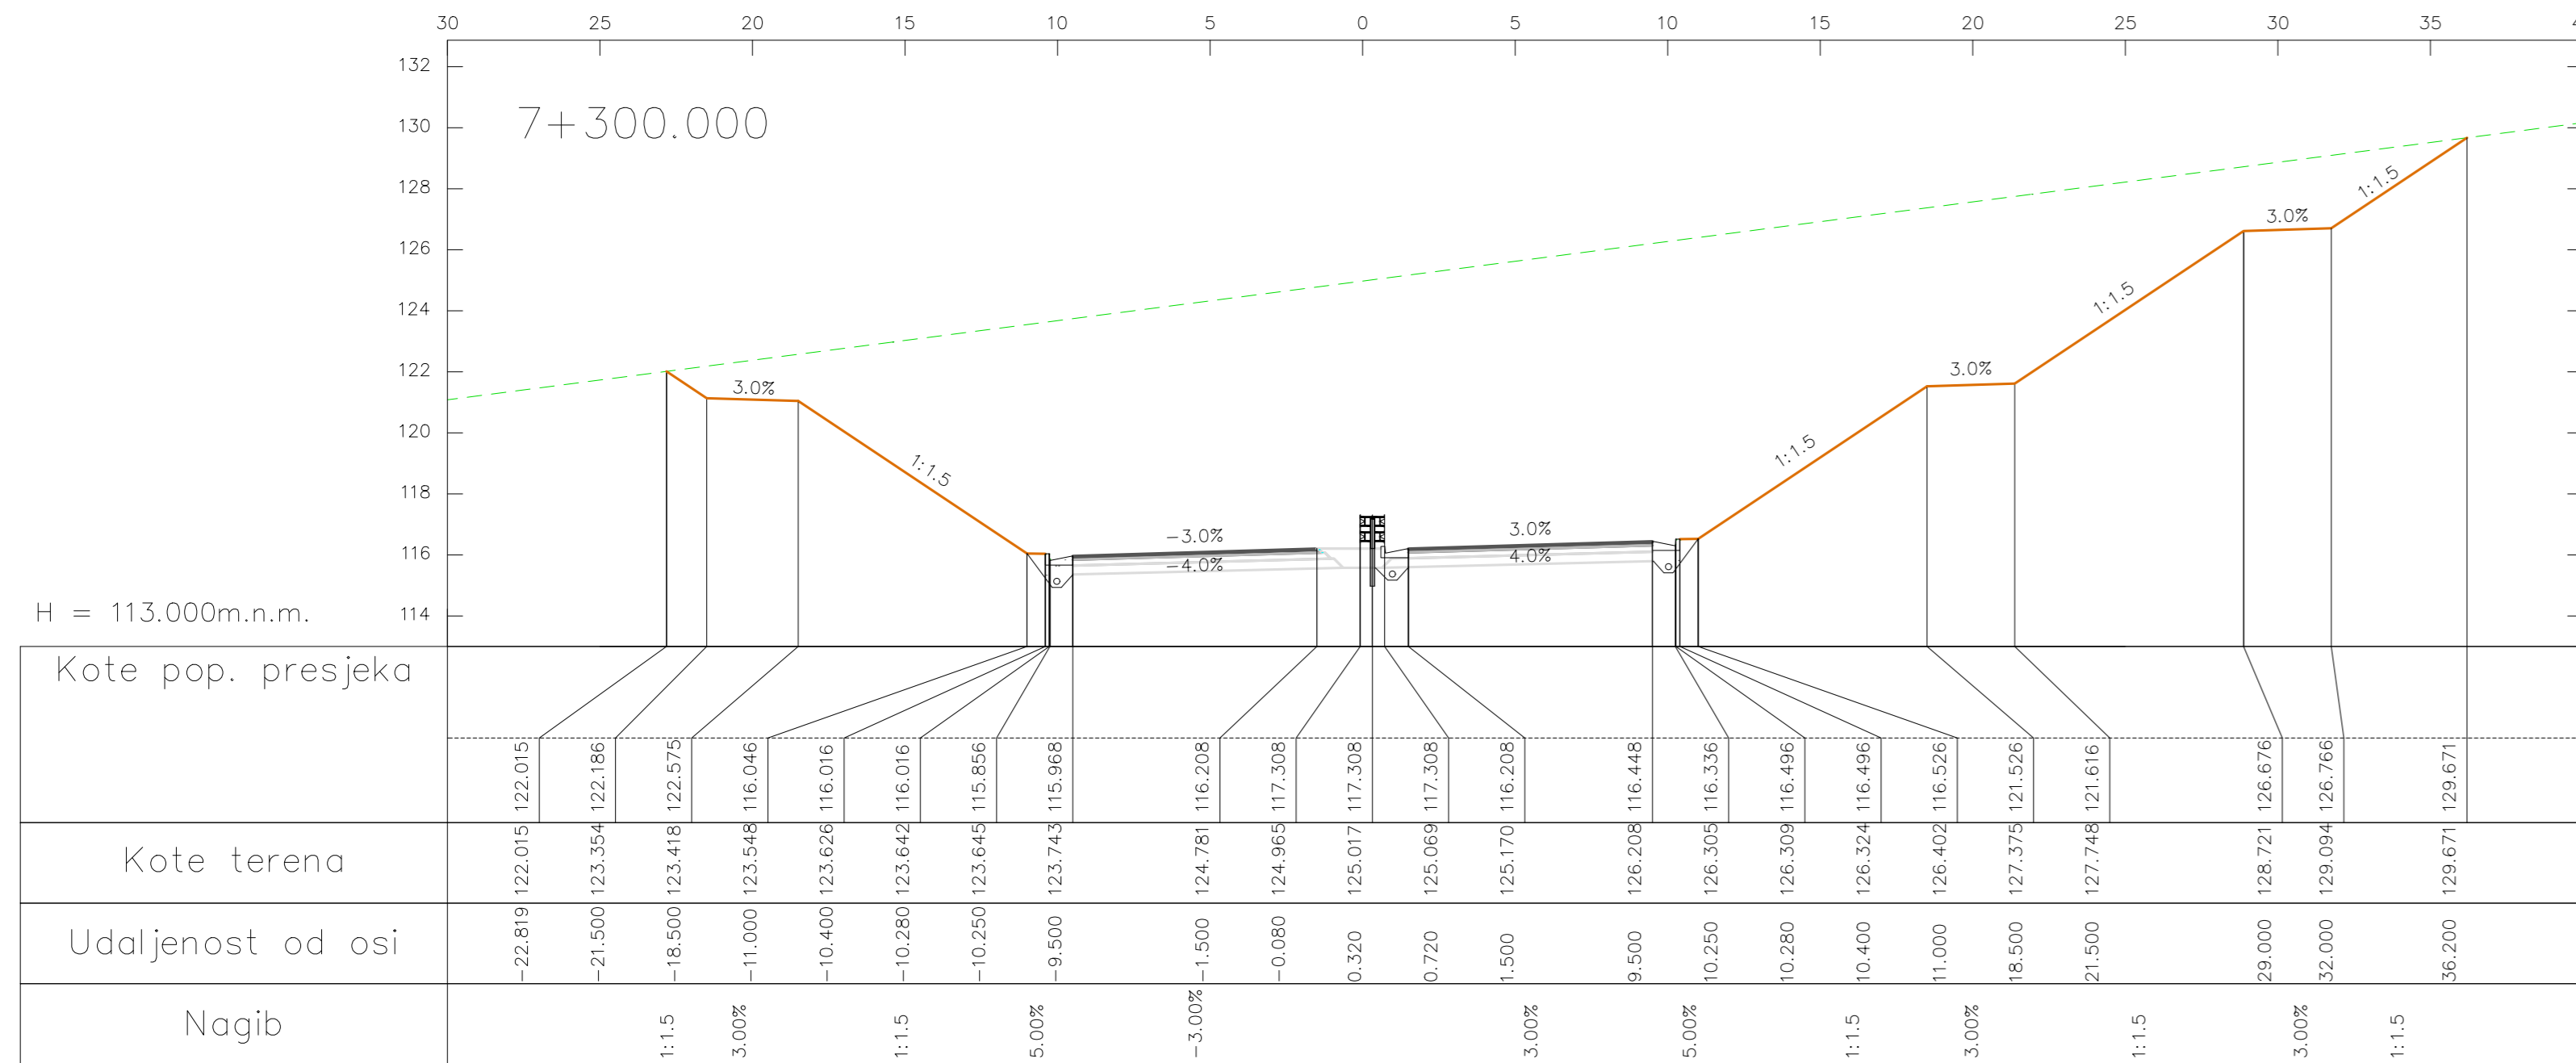 30 25 20 15 10 5 0 5 10 15 20 25 30 35
132
7+300.000
130
128
126
124
122
120
118
116
114
1:1.5
3.0%
1:1.5
3.0%
3.0%
1:1.5
3.0%
1:1.5
-3.0%
3.0%
-4.0%
4.0%
H = 113.000m.n.m.
Kote pop. presjeka
122.015 122.186 122.575 116.046 116.016 116.016 115.856 115.968 116.208 117.308 117.308 117.308 116.208 116.448 116.336 116.496 116.496 116.526 121.526 121.616 126.676 126.766 129.671
Kote terena
122.015 123.354 123.418 123.548 123.626 123.642 123.645 123.743 124.781 124.965 125.017 125.069 125.170 126.208 126.305 126.309 126.324 126.402 127.375 127.748 128.721 129.094 129.671
Udaljenost od osi
-22.819 -21.500 -18.500 -11.000 -10.400 -10.280 -10.250 -9.500 -1.500 -0.080 0.320 0.720 1.500 9.500 10.250 10.280 10.400 11.000 18.500 21.500 29.000 32.000 36.200
Nagib
1:1.5 3.00% 1:1.5 5.00% -3.00% 3.00% 5.00% 1:1.5 3.00% 1:1.5 3.00% 1:1.5